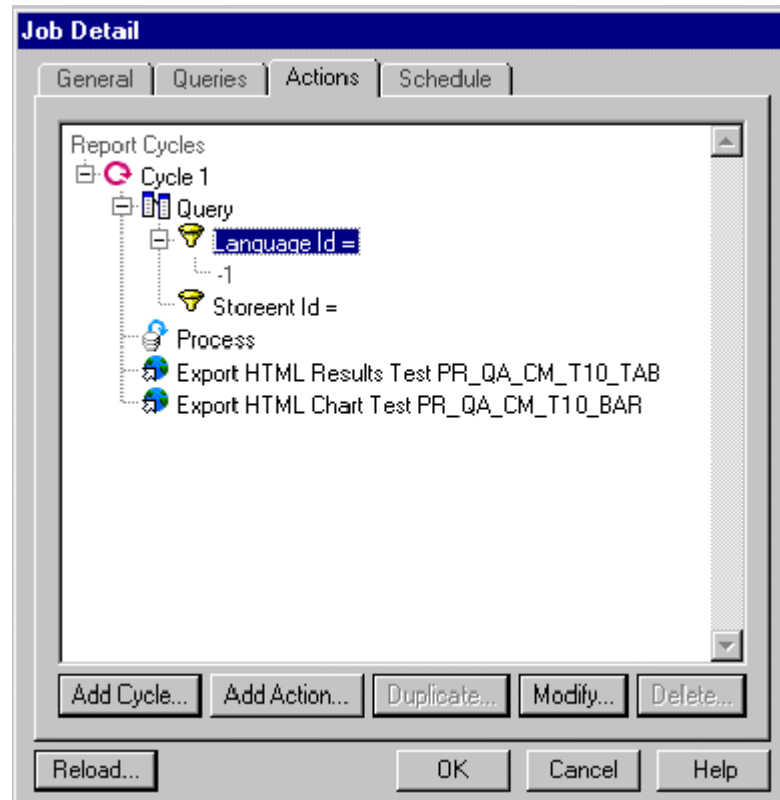 Job Detail
General Queries Actions Schedule
Report Cycles
Cycle 1
Query
Language Id =
-1
Storeent Id =
Process
Export HTML Results Test PR_QA_CM_T10_TAB
Export HTML Chart Test PR_QA_CM_T10_BAR
Add Cycle... Add Action... Duplicate... Modify... Delete...
Reload... OK Cancel Help